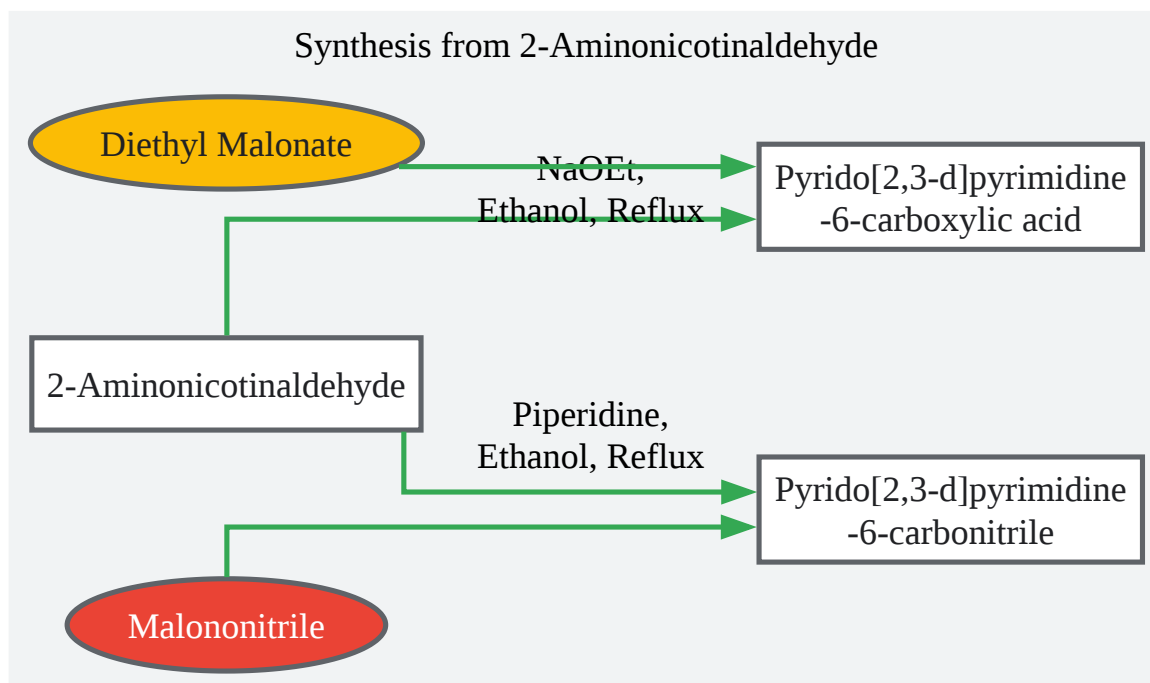 Synthesis from 2-Aminonicotinaldehyde
Diethyl Malonate
NaOEt,
Ethanol, Reflux
Pyrido[2,3-d]pyrimidine
-6-carboxylic acid
2-Aminonicotinaldehyde
Piperidine,
Ethanol, Reflux
Pyrido[2,3-d]pyrimidine
-6-carbonitrile
Malononitrile